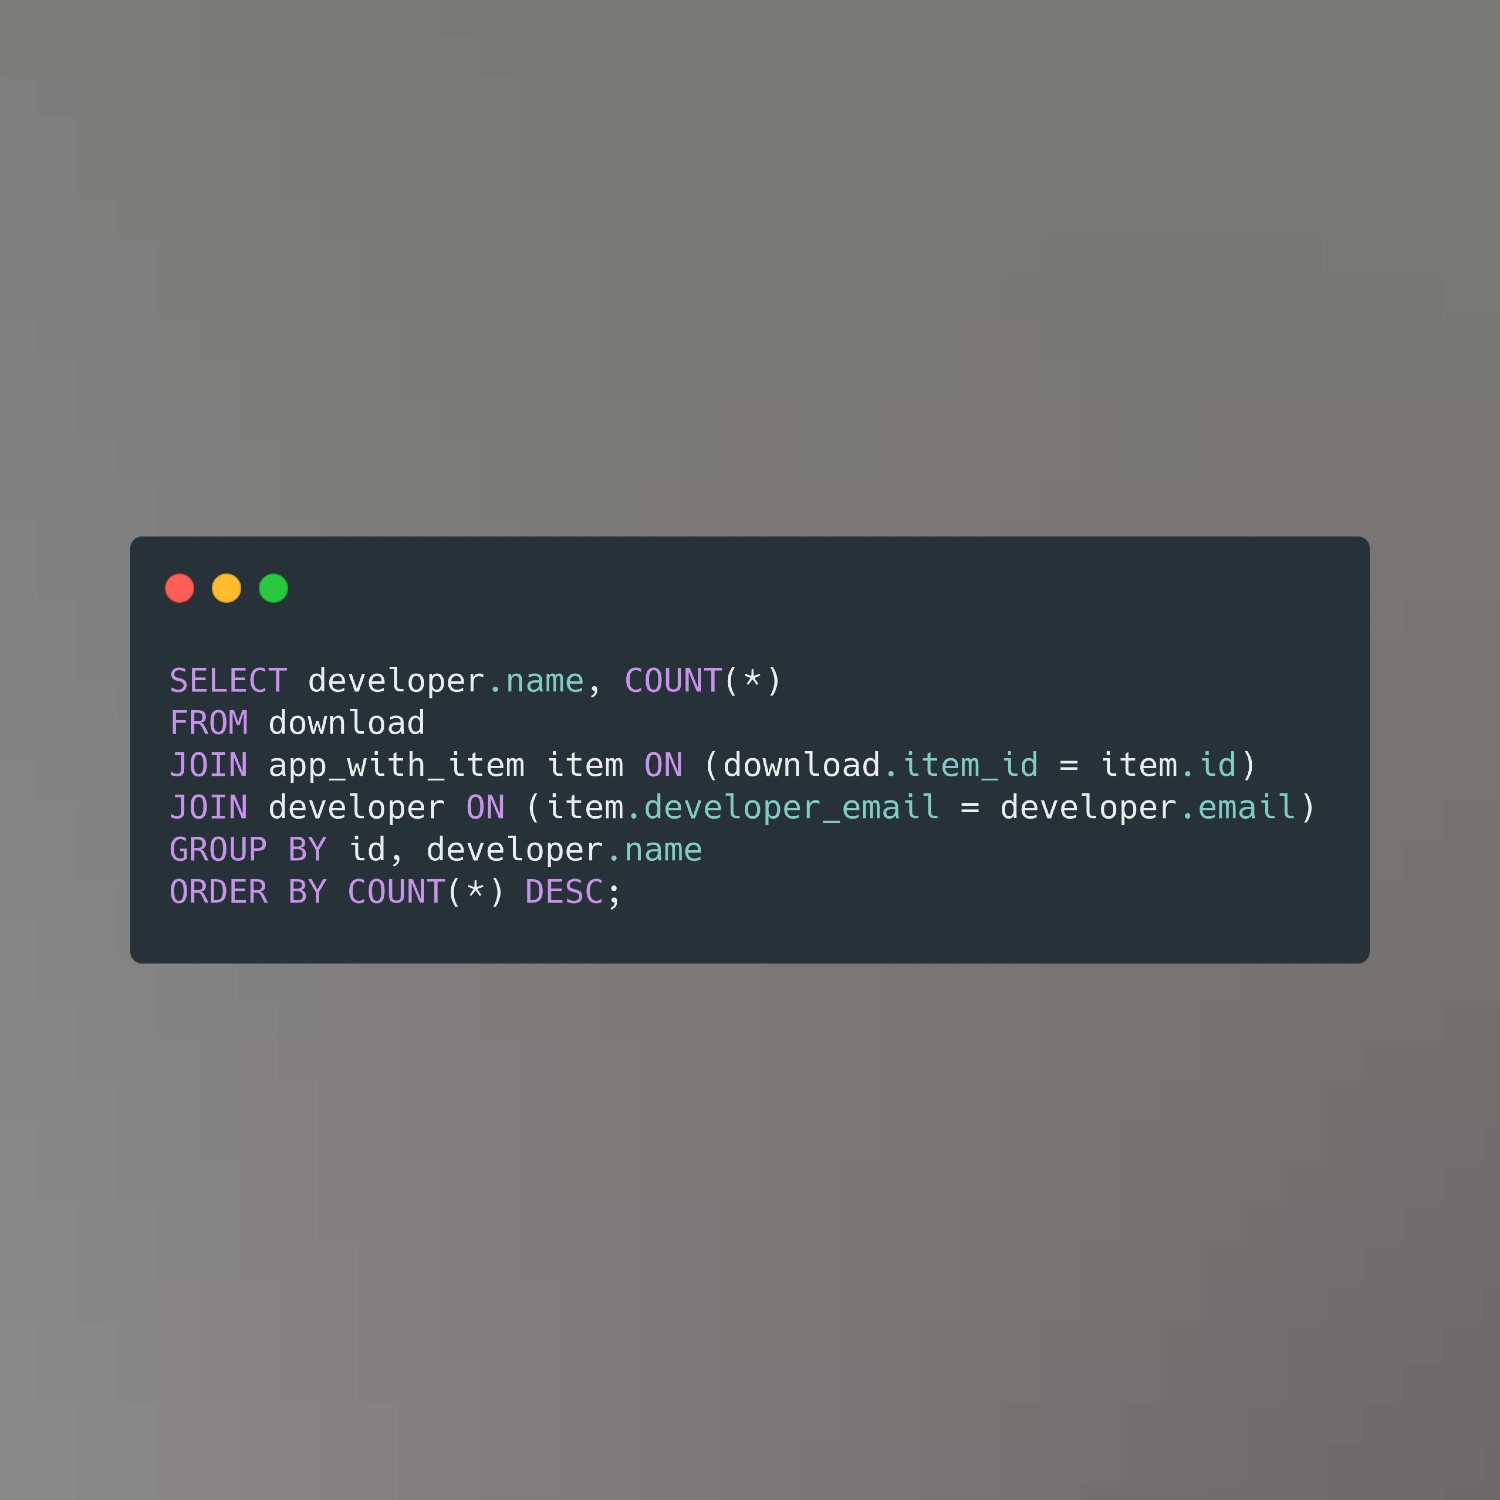 SELECT developer.name, COUNT(*)
FROM download
JOIN app_with_item item ON (download.item_id = item.id)
JOIN developer ON (item.developer_email = developer.email)
GROUP BY id, developer.name
ORDER BY COUNT(*) DESC;